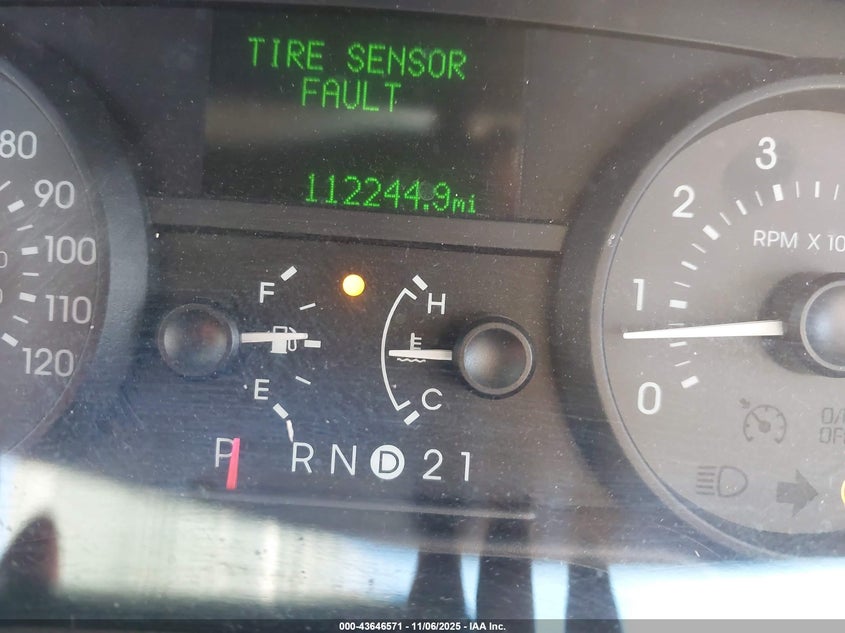 TIRE SENSOR
FAULT
112244.9mi
80
90
100
110
120
F
E
H
C
P R N D 2 1
3
2
1
0
RPM X 10
000-43646571 | 11/06/2025 - IAA Inc.